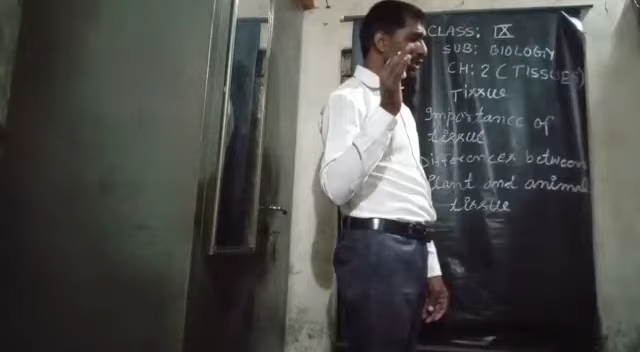 CLASS: IX
SUB: BIOLOGY
CH: 2 (TISSUES)
Tissue
Importance of
tissue
Differences between
plant and animal
tissue